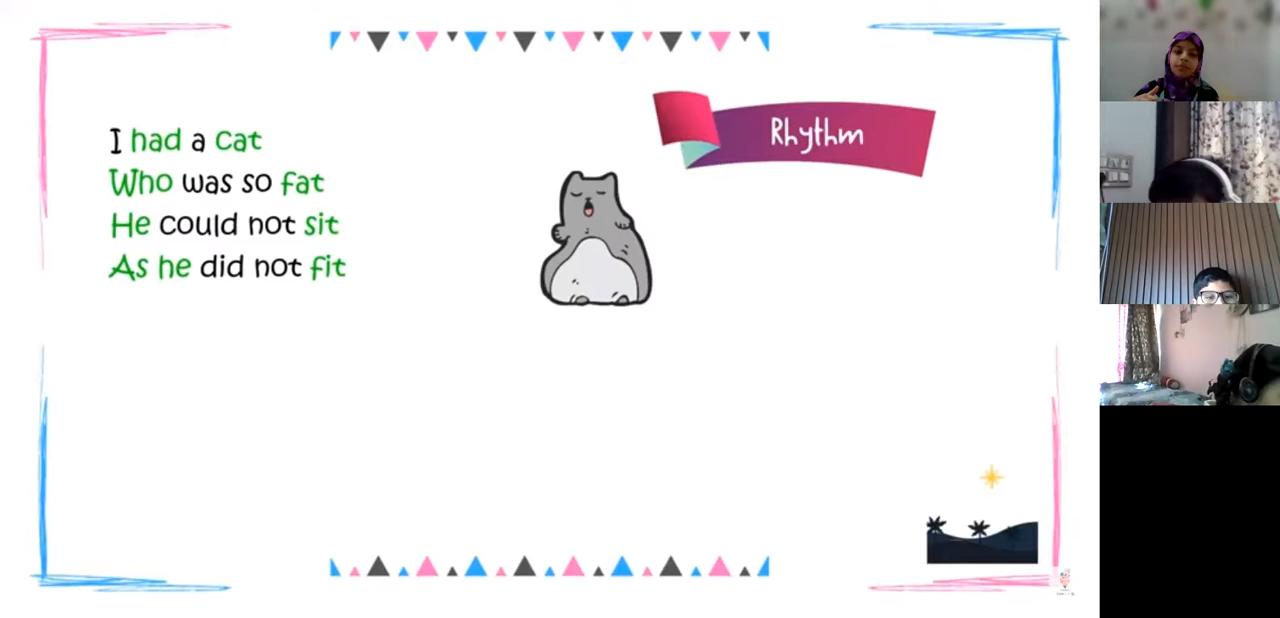 I had a cat
Who was so fat
He could not sit
As he did not fit
Rhythm